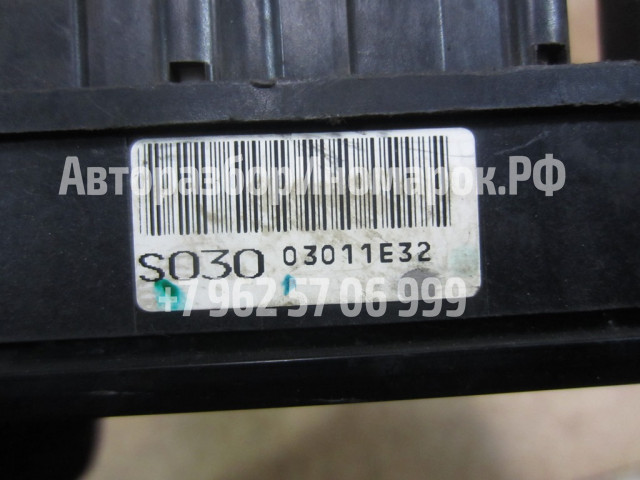 АвторазборИномарок.РФ
S030 03011E32
+7 962 57 06 999